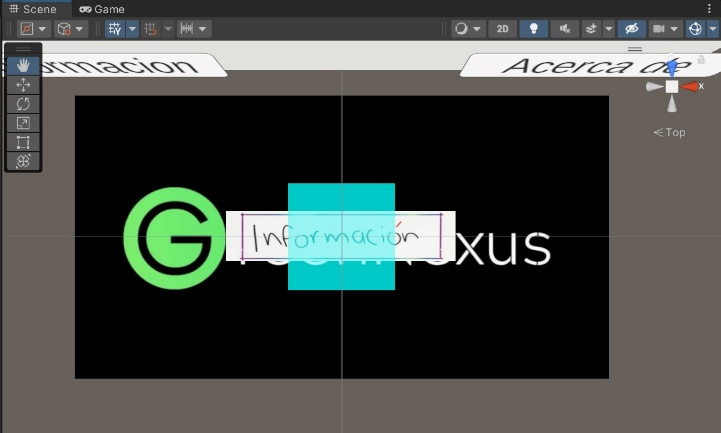 Scene Game
2D
rmacion Acerca de
x
Top
Información
xus